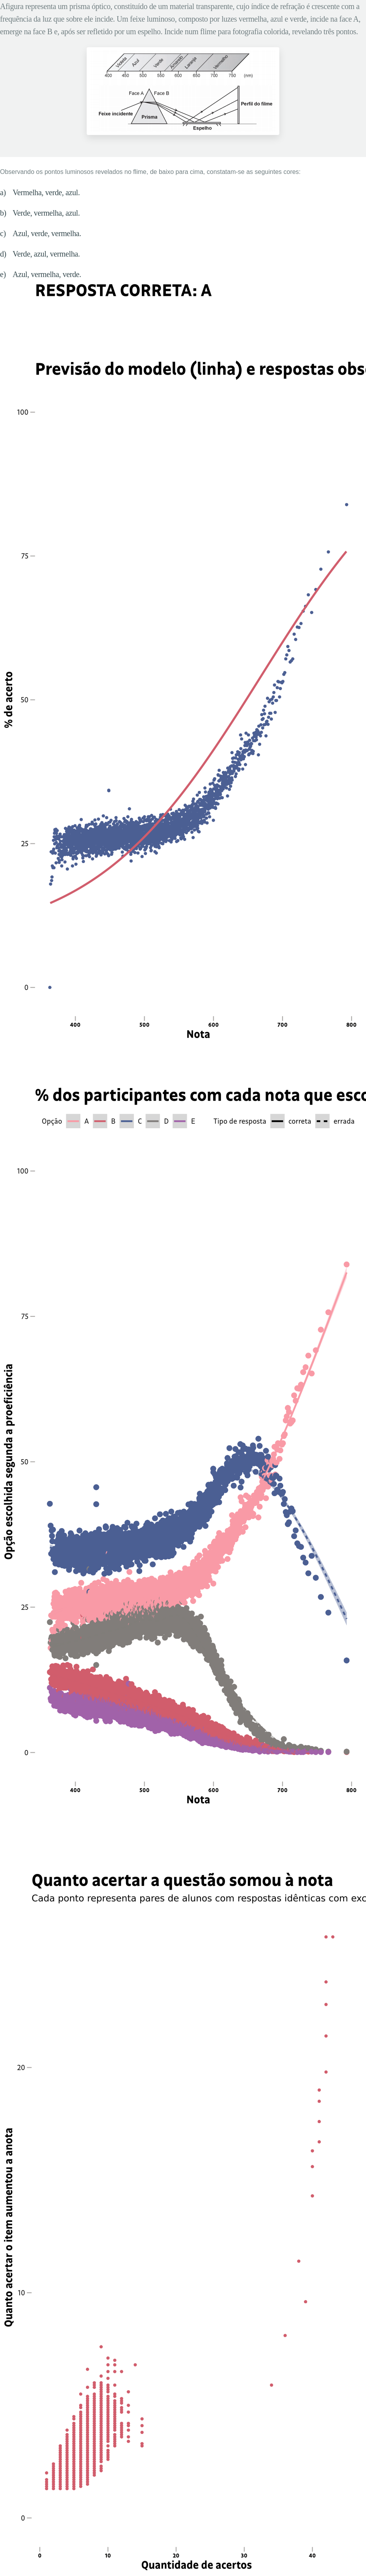 Afigura representa um prisma óptico, constituído de um material transparente, cujo índice de refração é crescente com a
frequência da luz que sobre ele incide. Um feixe luminoso, composto por luzes vermelha, azul e verde, incide na face A,
emerge na face B e, após ser refletido por um espelho. Incide num filme para fotografia colorida, revelando três pontos.
Violeta Azul Verde Amarelo Laranja Vermelho
400 450 500 550 600 650 700 750 (nm)
Face A Face B
Perfil do filme
Feixe incidente
Prisma
Espelho
Observando os pontos luminosos revelados no filme, de baixo para cima, constatam-se as seguintes cores:
a) Vermelha, verde, azul.
b) Verde, vermelha, azul.
c) Azul, verde, vermelha.
d) Verde, azul, vermelha.
e) Azul, vermelha, verde.
RESPOSTA CORRETA: A
Previsão do modelo (linha) e respostas obs
100
75
50
25
0
% de acerto
400 500 600 700 800
Nota
% dos participantes com cada nota que esco
Opção A B C D E Tipo de resposta correta errada
100
75
50
25
0
Opção escolhida segunda a proeficiência
400 500 600 700 800
Nota
Quanto acertar a questão somou à nota
Cada ponto representa pares de alunos com respostas idênticas com exc
20
10
0
Quanto acertar o item aumentou a anota
0 10 20 30 40
Quantidade de acertos